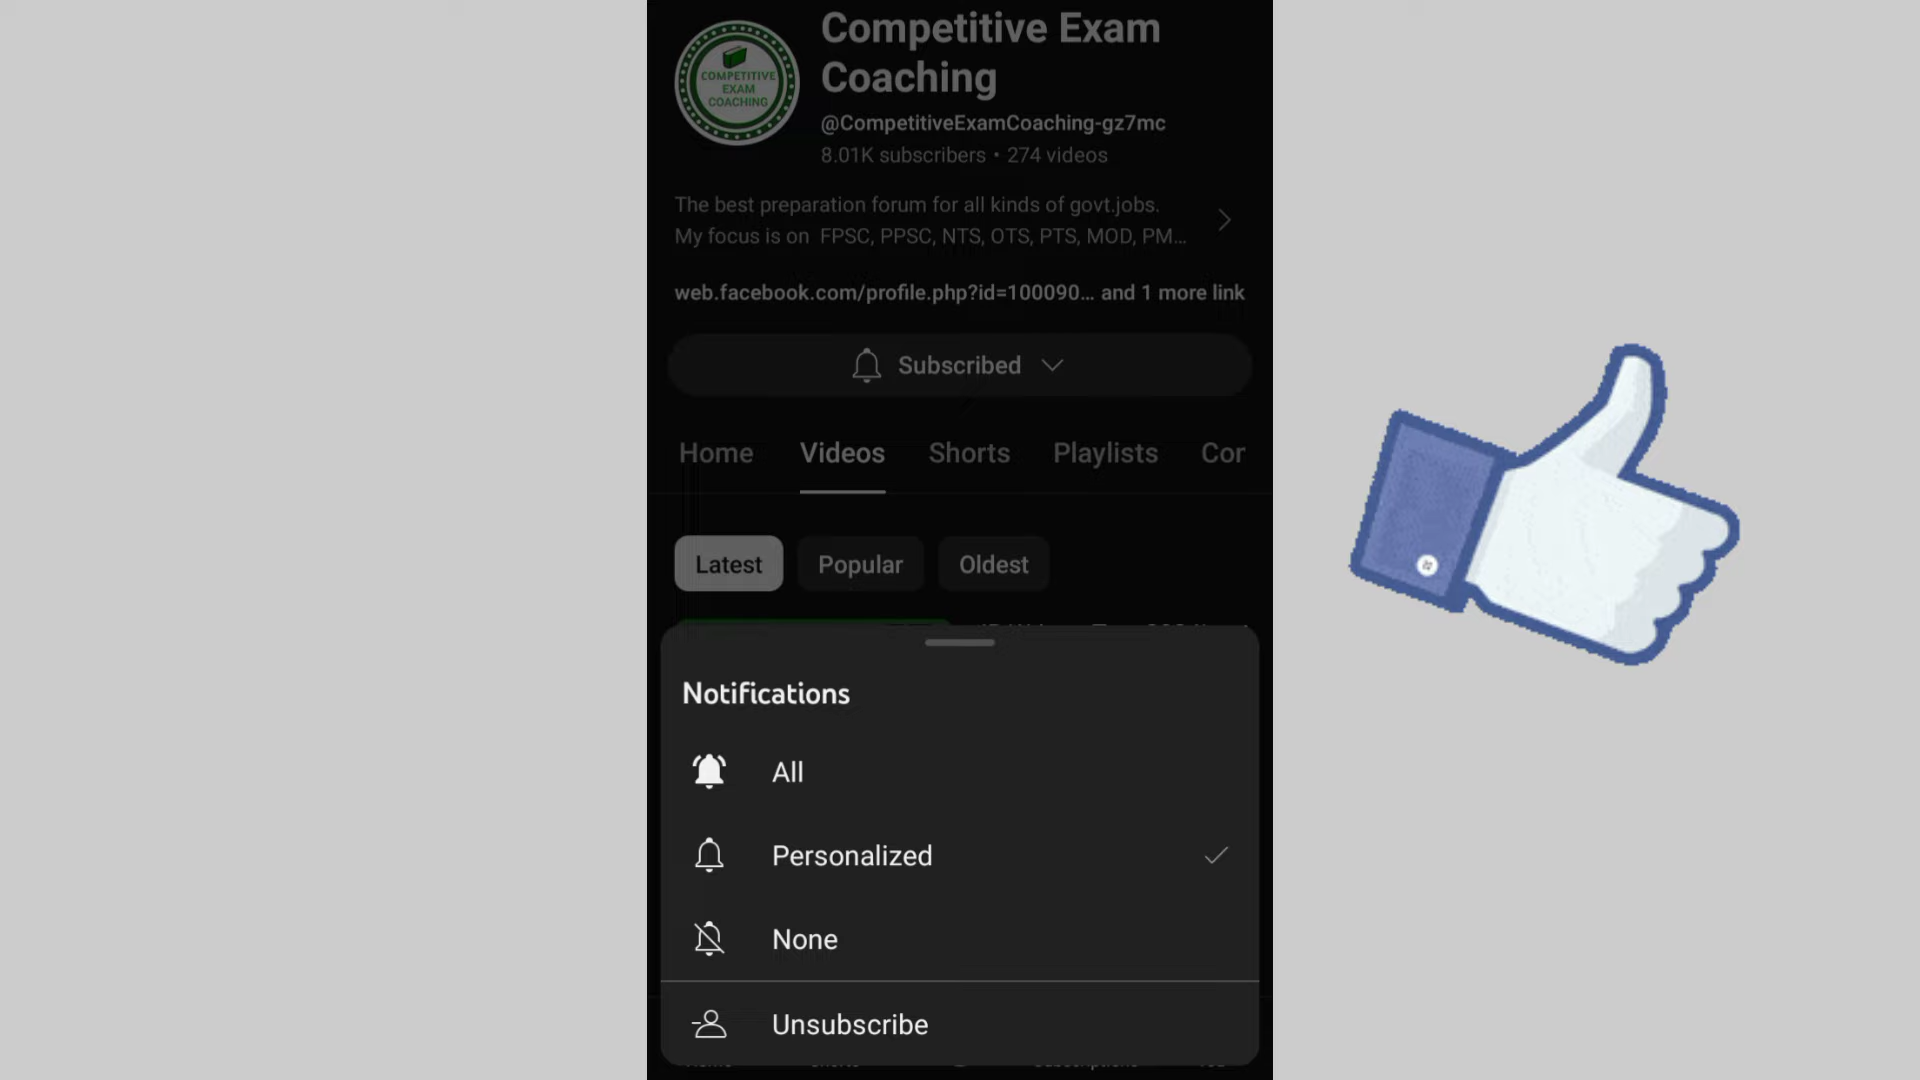 Competitive Exam
Coaching
COMPETITIVE
EXAM
COACHING
@CompetitiveExamCoaching-gz7mc
8.01K subscribers • 274 videos
The best preparation forum for all kinds of govt.jobs.
My focus is on FPSC, PPSC, NTS, OTS, PTS, MOD, PM...
web.facebook.com/profile.php?id=100090... and 1 more link
Subscribed
Home Videos Shorts Playlists Cor
Latest Popular Oldest
Notifications
All
Personalized
None
Unsubscribe